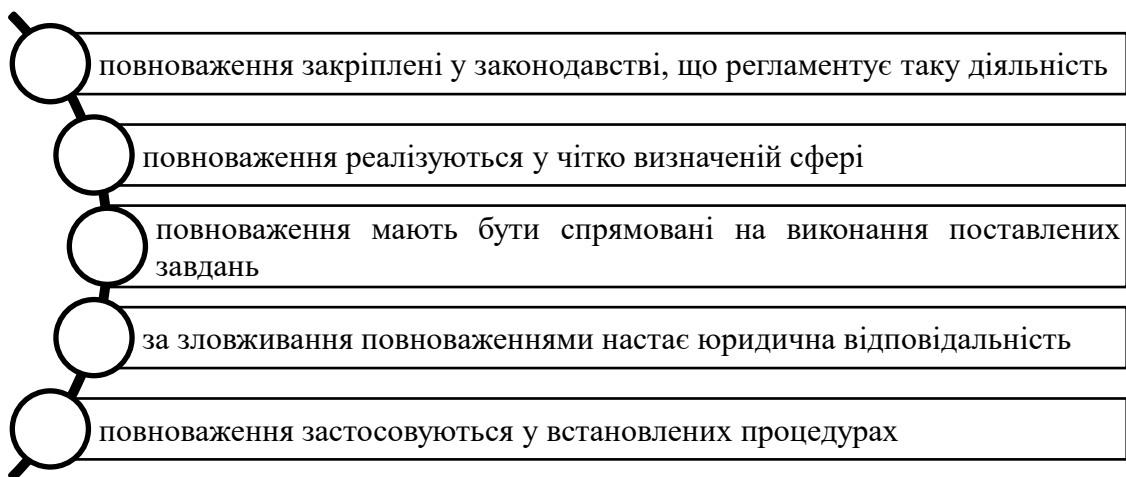 повноваження закріплені у законодавстві, що регламентує таку діяльність
повноваження реалізуються у чітко визначеній сфері
повноваження мають бути спрямовані на виконання поставлених
завдань
за зловживання повноваженнями настає юридична відповідальність
повноваження застосовуються у встановлених процедурах